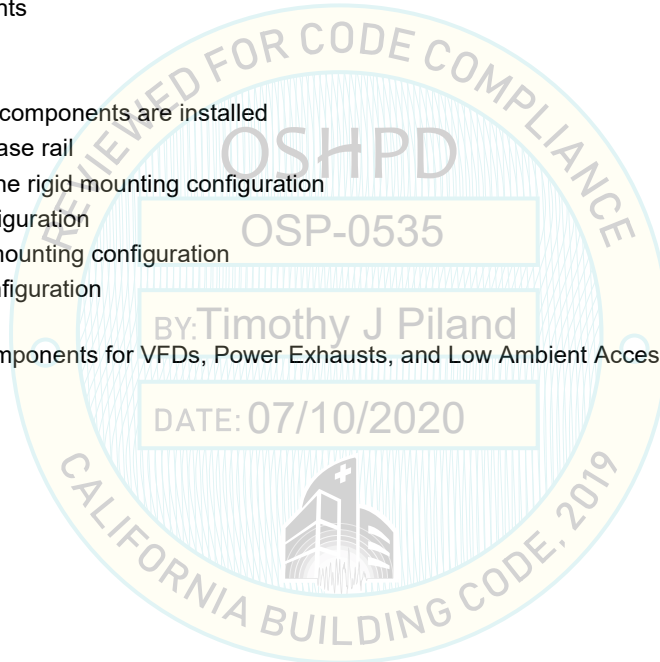 nts
components are installed
ase rail
ne rigid mounting configuration
iguration
mounting configuration
nfiguration
mponents for VFDs, Power Exhausts, and Low Ambient Acces
REVIEWED FOR CODE COMPLIANCE
OSHPD
OSP-0535
BY: Timothy J Piland
DATE: 07/10/2020
CALIFORNIA BUILDING CODE, 2019